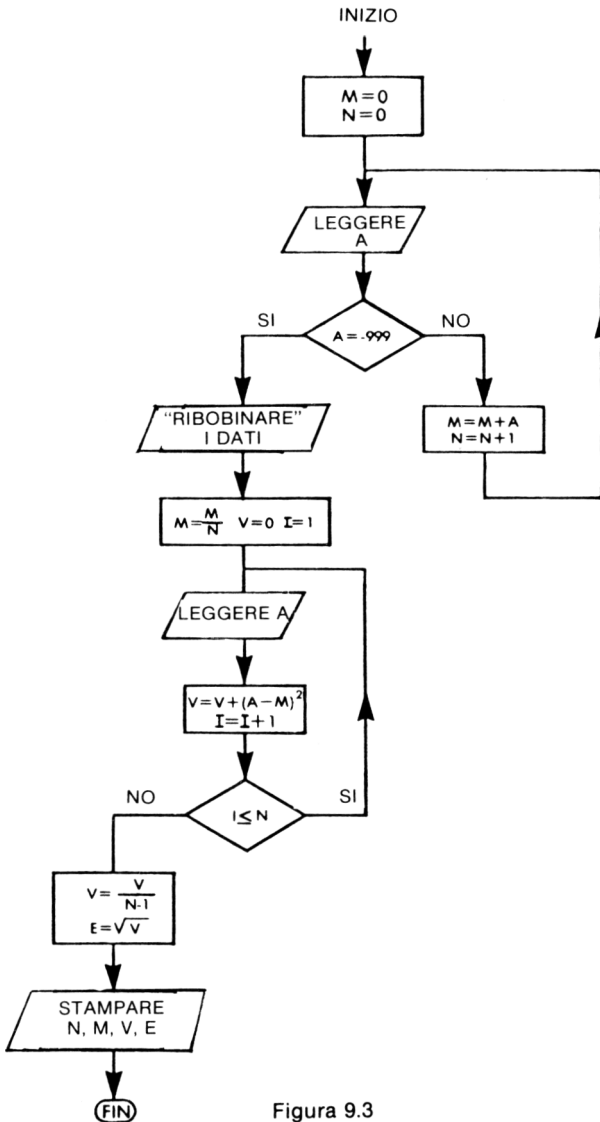 INIZIO
M=0
N=0
LEGGERE
A
SI
A = -999
NO
"RIBOBINARE"
I DATI
M=M+A
N=N+1
M=M/N V=0 I=1
LEGGERE A
V=V+(A-M)²
I=I+1
NO
I≤N
SI
V= V/N-1
E=√V
STAMPARE
N, M, V, E
FIN
Figura 9.3